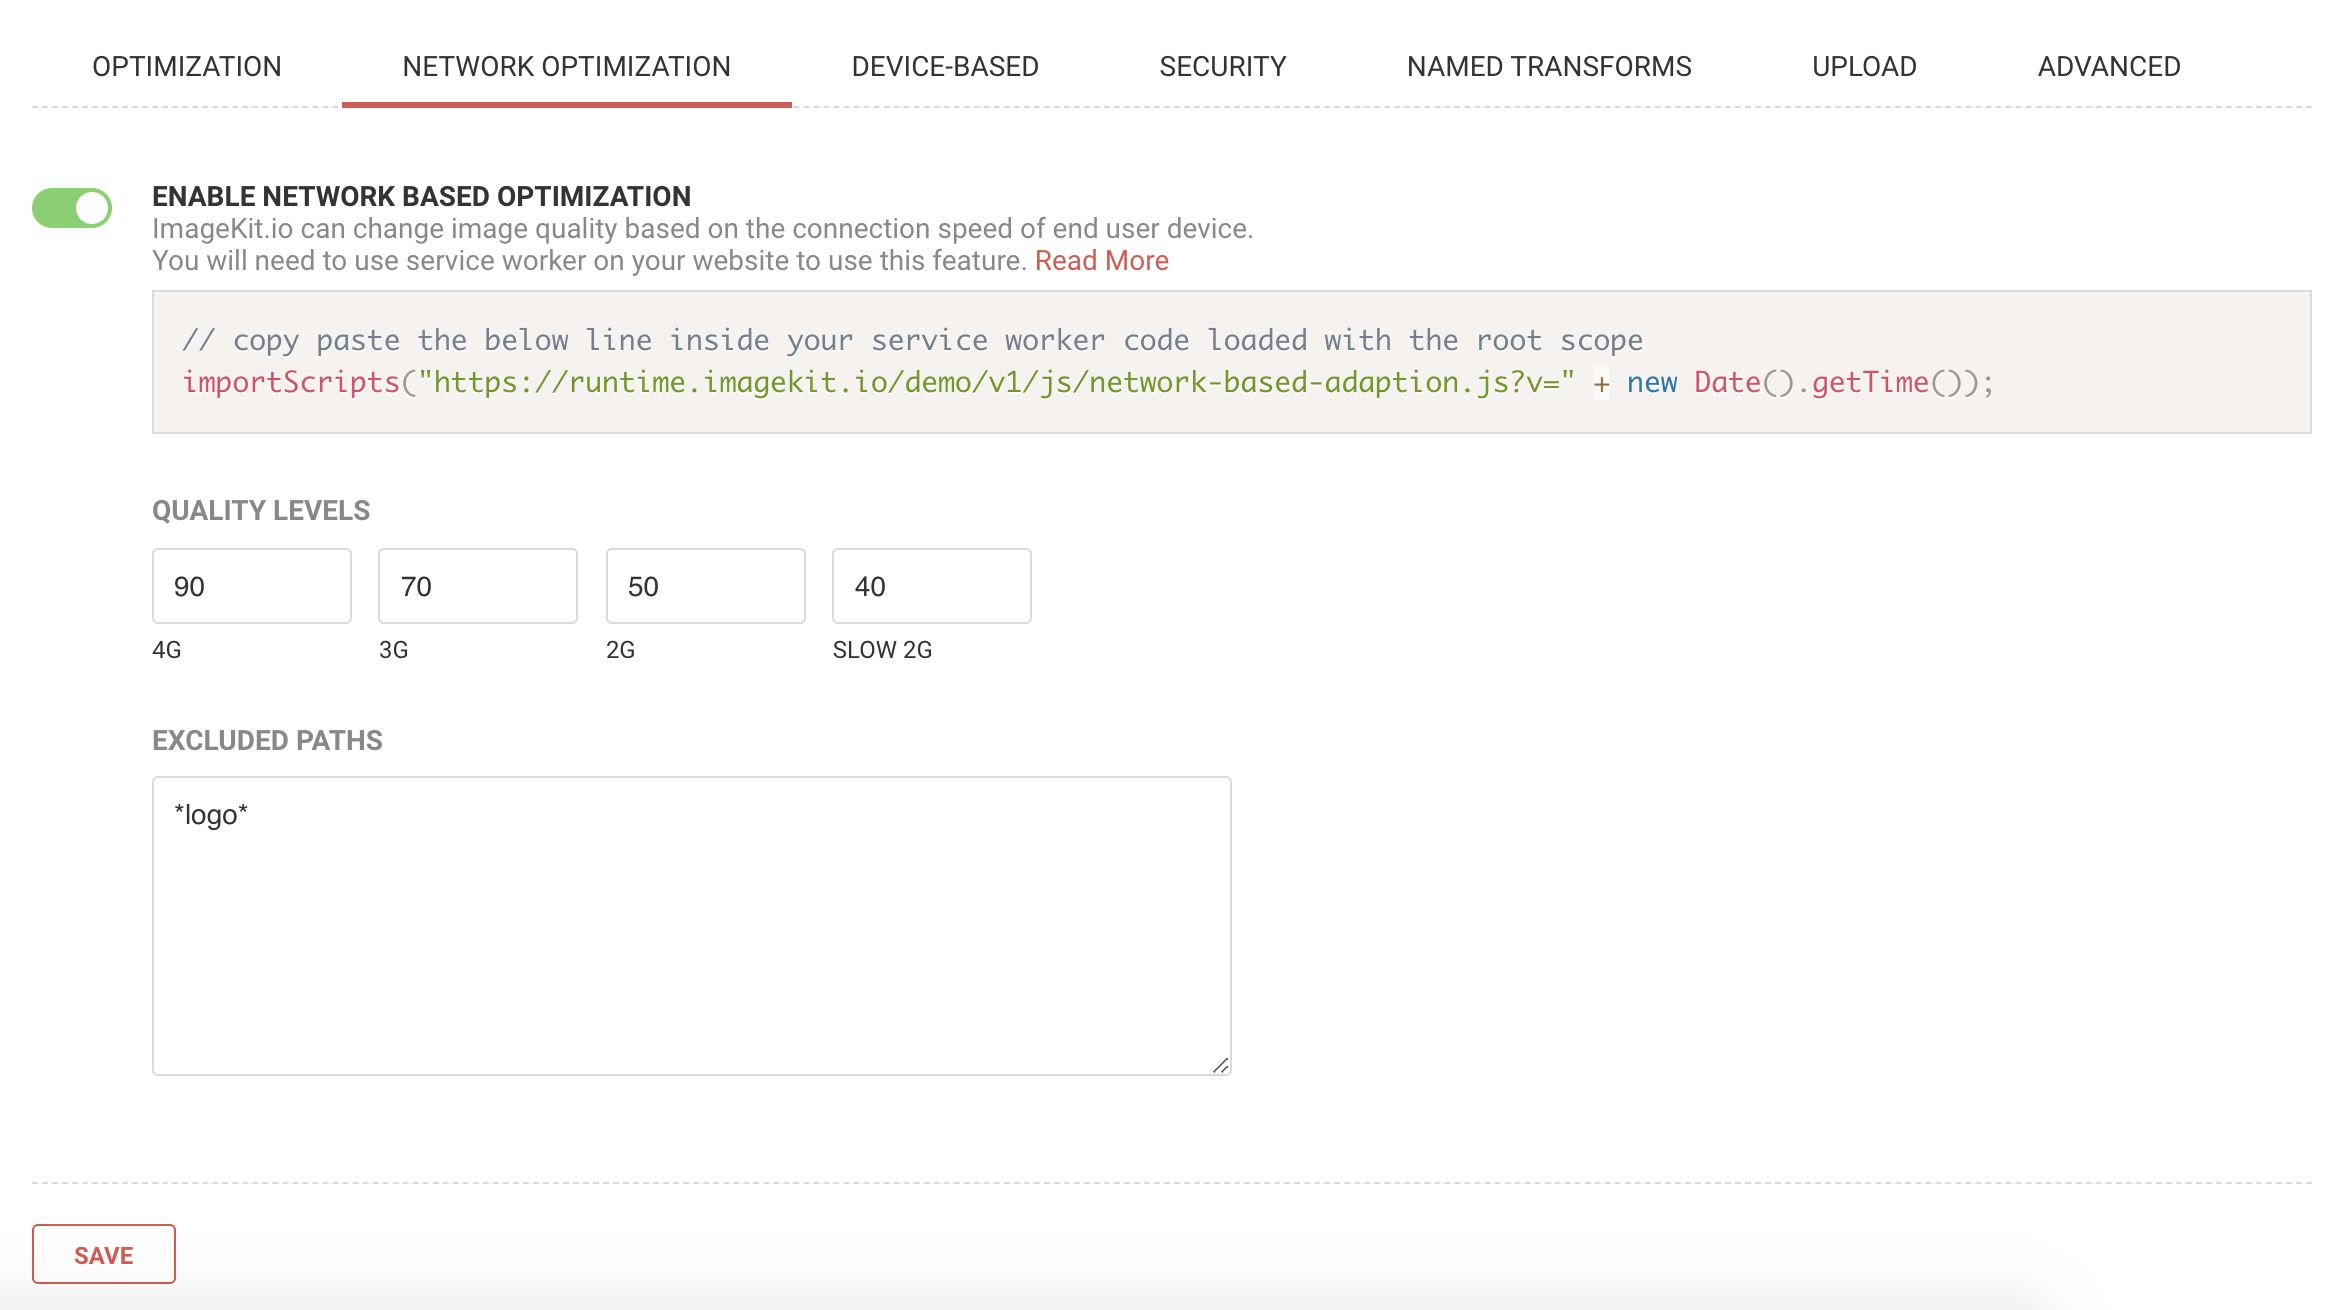 OPTIMIZATION NETWORK OPTIMIZATION DEVICE-BASED SECURITY NAMED TRANSFORMS UPLOAD ADVANCED
ENABLE NETWORK BASED OPTIMIZATION
ImageKit.io can change image quality based on the connection speed of end user device.
You will need to use service worker on your website to use this feature. Read More
// copy paste the below line inside your service worker code loaded with the root scope
importScripts("https://runtime.imagekit.io/demo/v1/js/network-based-adaption.js?v=" + new Date().getTime());
QUALITY LEVELS
90 70 50 40
4G 3G 2G SLOW 2G
EXCLUDED PATHS
*logo*
SAVE